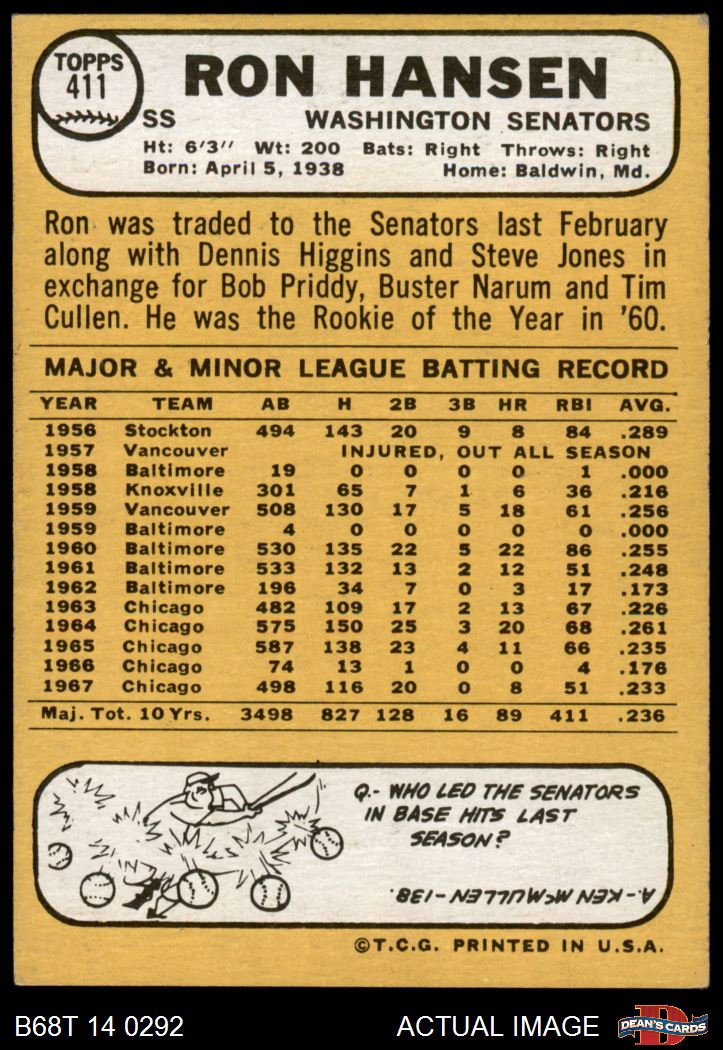 TOPPS
411
RON HANSEN
SS WASHINGTON SENATORS
Ht: 6'3" Wt: 200 Bats: Right Throws: Right
Born: April 5, 1938 Home: Baldwin, Md.
Ron was traded to the Senators last February
along with Dennis Higgins and Steve Jones in
exchange for Bob Priddy, Buster Narum and Tim
Cullen. He was the Rookie of the Year in '60.
MAJOR & MINOR LEAGUE BATTING RECORD
YEAR TEAM AB H 2B 3B HR RBI AVG.
1956 Stockton 494 143 20 9 8 84 .289
1957 Vancouver INJURED, OUT ALL SEASON
1958 Baltimore 19 0 0 0 0 1 .000
1958 Knoxville 301 65 7 1 6 36 .216
1959 Vancouver 508 130 17 5 18 61 .256
1959 Baltimore 4 0 0 0 0 0 .000
1960 Baltimore 530 135 22 5 22 86 .255
1961 Baltimore 533 132 13 2 12 51 .248
1962 Baltimore 196 34 7 0 3 17 .173
1963 Chicago 482 109 17 2 13 67 .226
1964 Chicago 575 150 25 3 20 68 .261
1965 Chicago 587 138 23 4 11 66 .235
1966 Chicago 74 13 1 0 0 4 .176
1967 Chicago 498 116 20 0 8 51 .233
Maj. Tot. 10 Yrs. 3498 827 128 16 89 411 .236
Q.- WHO LED THE SENATORS
IN BASE HITS LAST
SEASON?
A.- KEN McMULLEN - 138.
©T.C.G. PRINTED IN U.S.A.
B68T 14 0292 ACTUAL IMAGE
D
DEAN'S CARDS